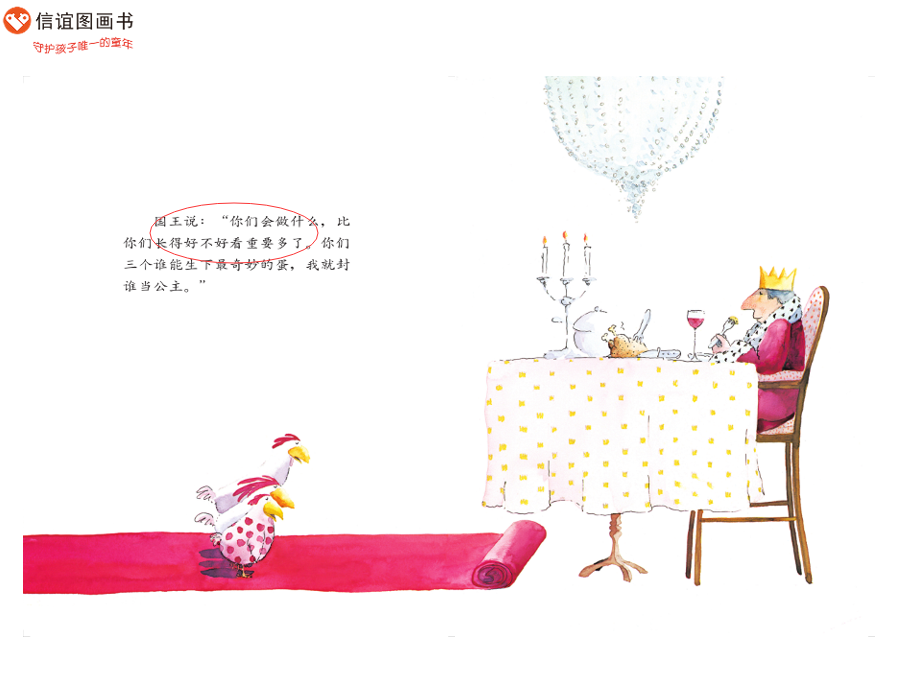 信谊图画书
守护孩子唯一的童年
国王说：“你们会做什么，比
你们长得好不好看重要多了。你们
三个谁能生下最奇妙的蛋，我就封
谁当公主。”